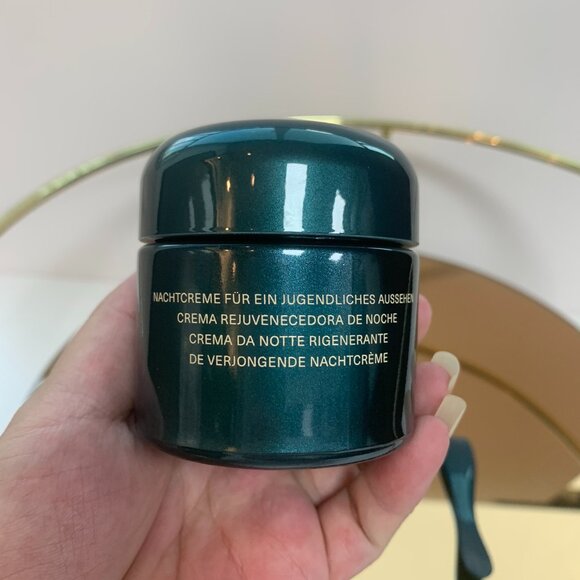 NACHTCREME FÜR EIN JUGENDLICHES AUSSEHEN
CREMA REJUVENECEDORA DE NOCHE
CREMA DA NOTTE RIGENERANTE
DE VERJONGENDE NACHTCRÈME